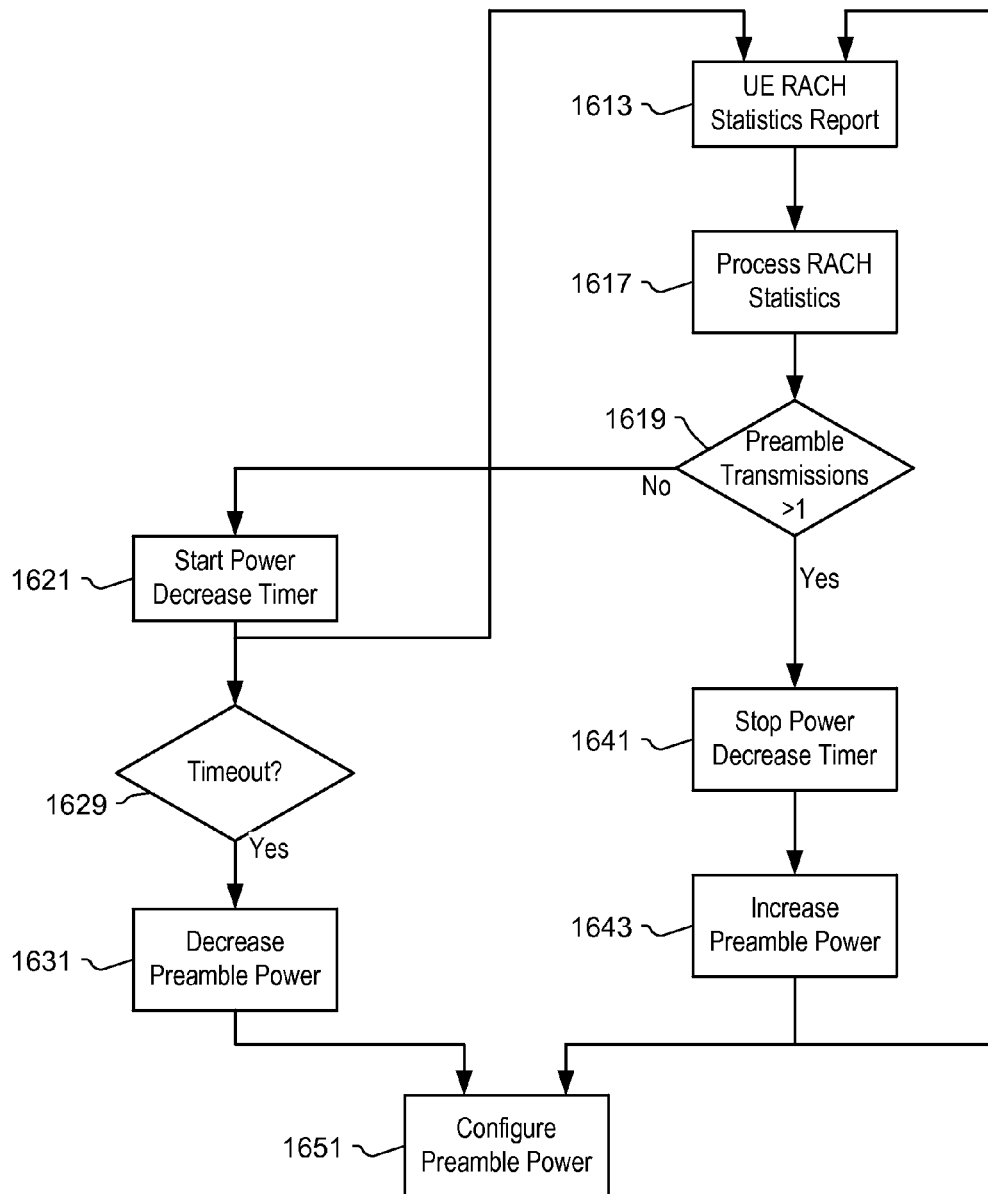 1613
UE RACH
Statistics Report
1617
Process RACH
Statistics
1619
Preamble
Transmissions
>1
No
Yes
1621
Start Power
Decrease Timer
1641
Stop Power
Decrease Timer
Timeout?
1629
Yes
1631
Decrease
Preamble Power
1643
Increase
Preamble Power
1651
Configure
Preamble Power